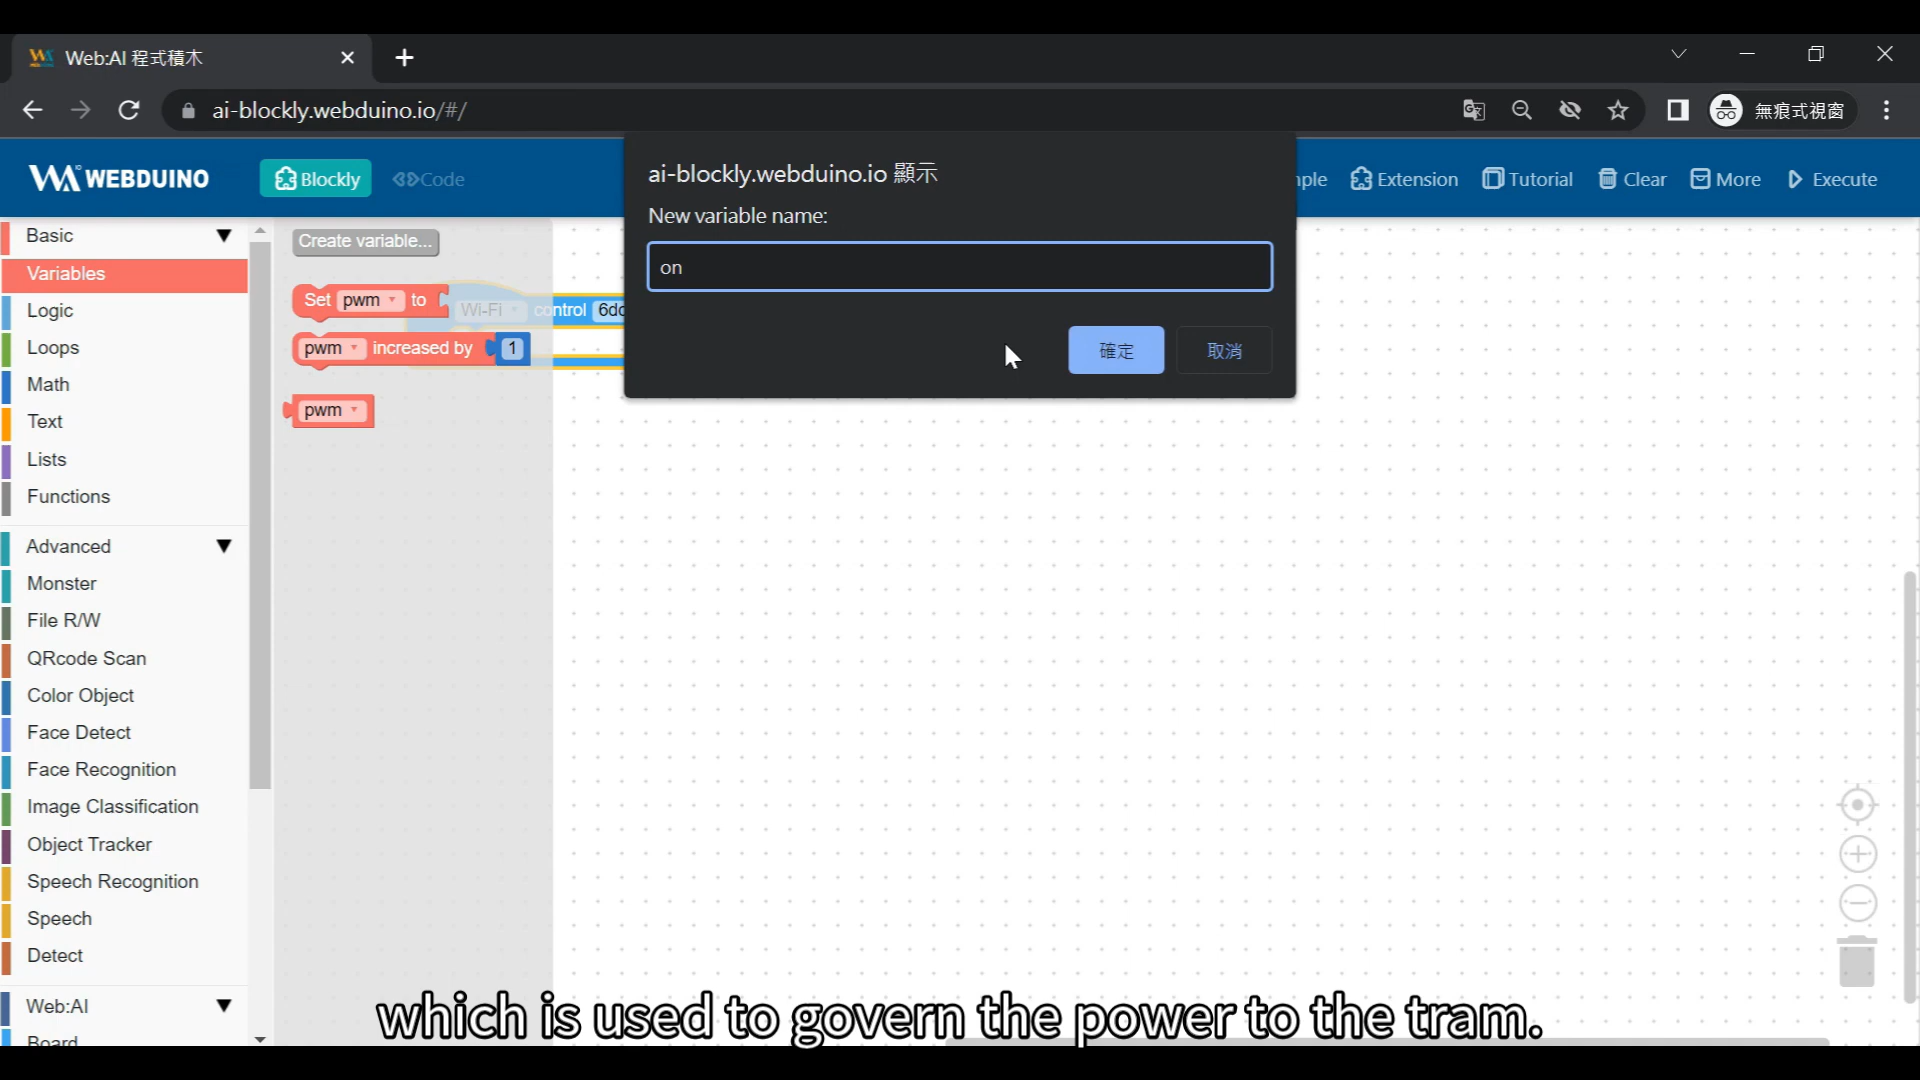 Web:AI 程式積木
ai-blockly.webduino.io/#/
無痕式視窗
WEBDUINO
Blockly
Code
Extension
Tutorial
Clear
More
Execute
ai-blockly.webduino.io 顯示
New variable name:
on
確定
取消
Basic
Variables
Logic
Loops
Math
Text
Lists
Functions
Advanced
Monster
File R/W
QRcode Scan
Color Object
Face Detect
Face Recognition
Image Classification
Object Tracker
Speech Recognition
Speech
Detect
Web:AI
Board
Create variable...
Set pwm to
Wi-Fi control
pwm increased by 1
pwm
which is used to govern the power to the tram.